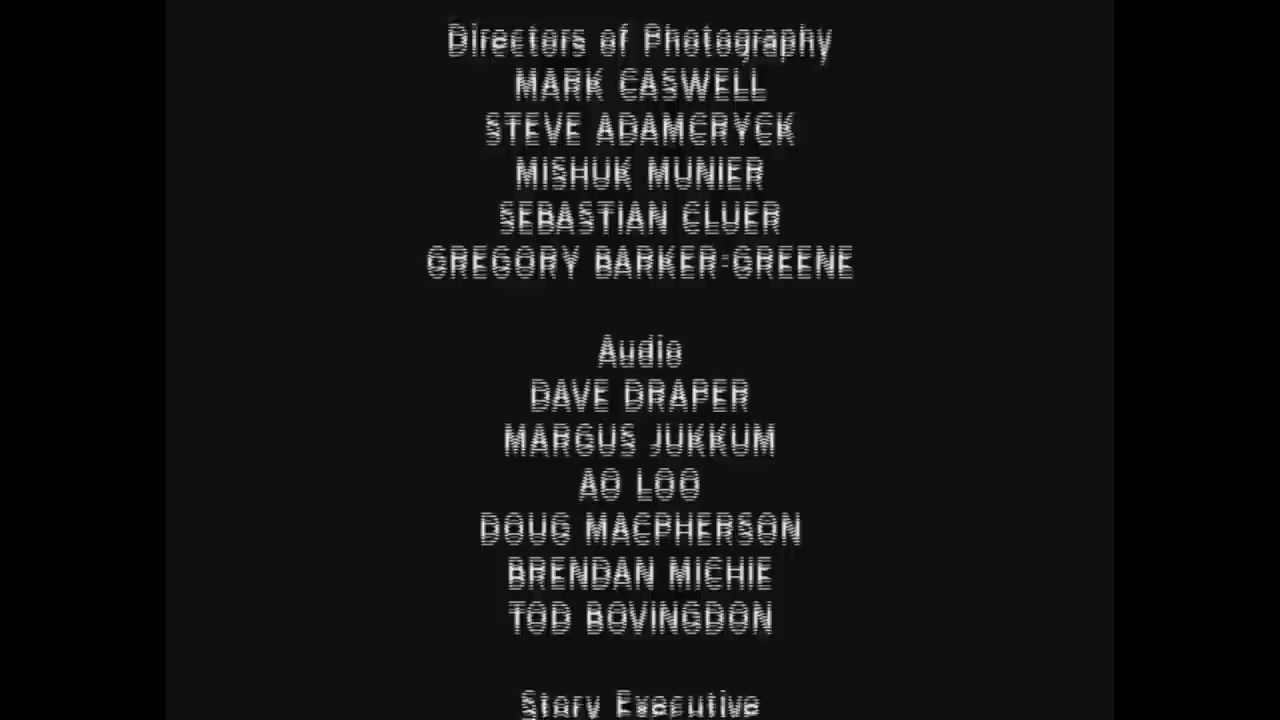 Directors of Photography
MARK CASWELL
STEVE ADAMCRYCK
MISHUK MUNIER
SEBASTIAN CLUER
GREGORY BARKER-GREENE
Audio
DAVE DRAPER
MARGUS JUKKUM
AO LOO
DOUG MACPHERSON
BRENDAN MICHIE
TOD BOVINGDON
Story Executive